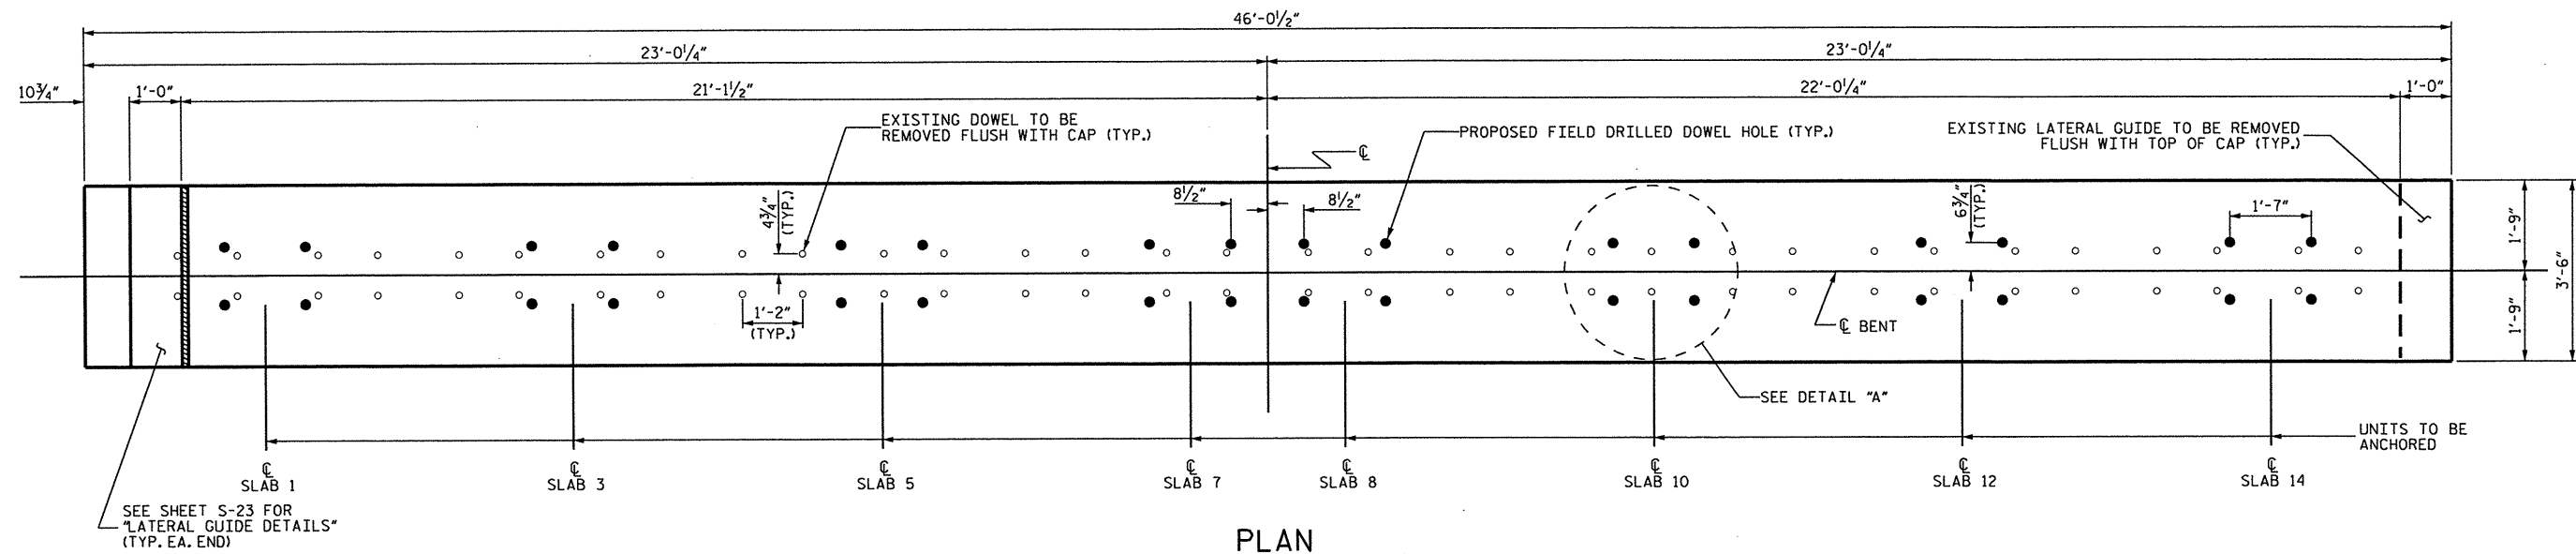 46'-0½"
23'-0¼"
23'-0¼"
10¾"
1'-0"
21'-1½"
22'-0¼"
1'-0"
EXISTING DOWEL TO BE
REMOVED FLUSH WITH CAP (TYP.)
PROPOSED FIELD DRILLED DOWEL HOLE (TYP.)
EXISTING LATERAL GUIDE TO BE REMOVED
FLUSH WITH TOP OF CAP (TYP.)
℄
4¾"
(TYP.)
8½"
8½"
6¾"
(TYP.)
1'-7"
1'-9"
3'-6"
1'-9"
1'-2"
(TYP.)
℄ BENT
SEE DETAIL "A"
UNITS TO BE
ANCHORED
℄
SLAB 1
℄
SLAB 3
℄
SLAB 5
℄
SLAB 7
℄
SLAB 8
℄
SLAB 10
℄
SLAB 12
℄
SLAB 14
SEE SHEET S-23 FOR
"LATERAL GUIDE DETAILS"
(TYP. EA. END)
PLAN